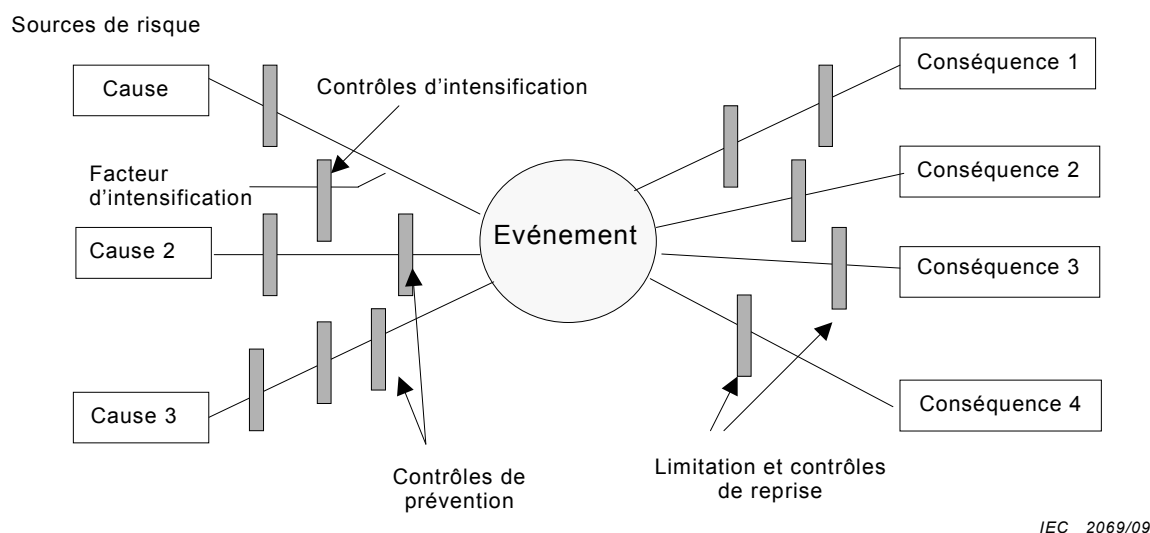 Sources de risque
Cause
Contrôles d'intensification
Conséquence 1
Facteur
d'intensification
Conséquence 2
Cause 2
Evénement
Conséquence 3
Cause 3
Conséquence 4
Contrôles de
prévention
Limitation et contrôles
de reprise
IEC 2069/09